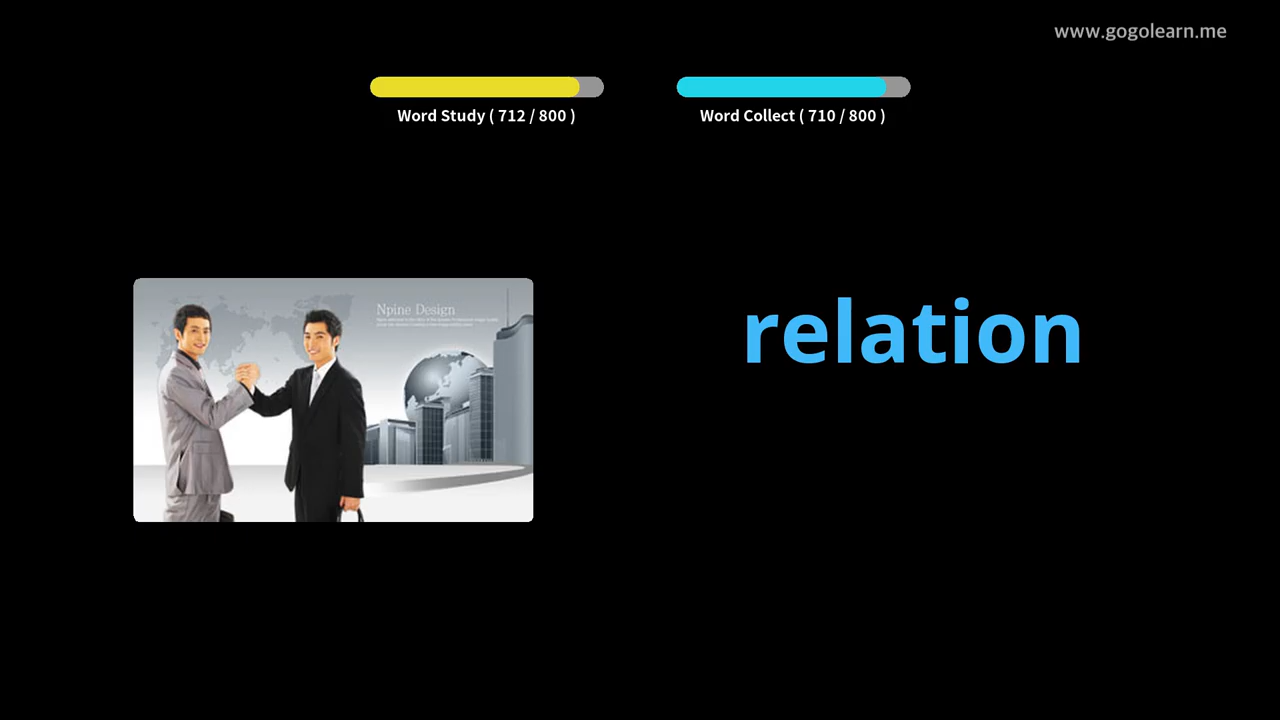 www.gogolearn.me
Word Study ( 712 / 800 )
Word Collect ( 710 / 800 )
Npine Design
relation